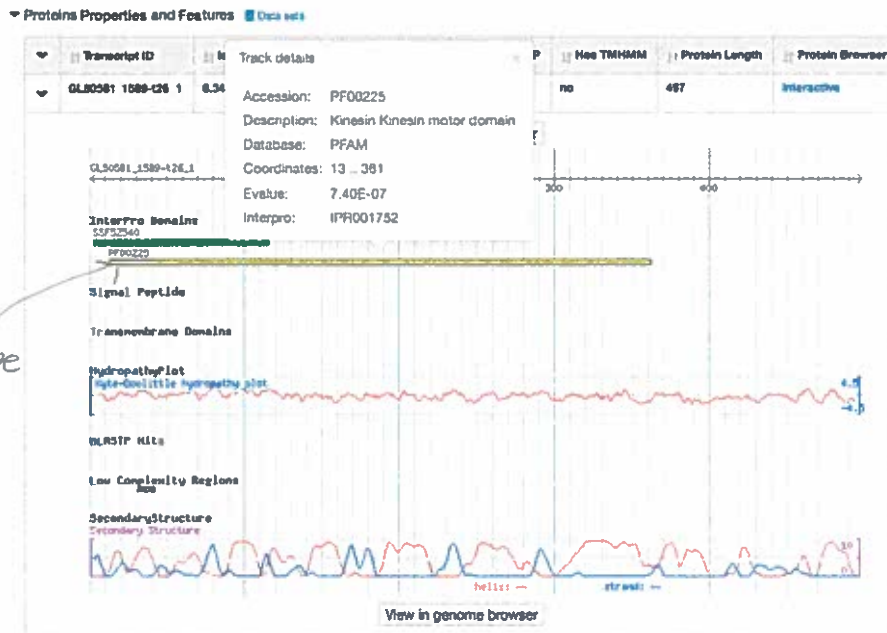 Proteins Properties and Features Data sets
Transcript ID
Has TMHMM
Protein Length
Protein Browser
GL50581_1589-t26_1
no
497
Interactive
Track details
Accession: PF00225
Description: Kinesin Kinesin motor domain
Database: PFAM
Coordinates: 13 .. 361
Evalue: 7.40E-07
Interpro: IPR001752
GL50581_1589-t26_1
300
400
InterPro Domains
SSF52540
PF00225
Signal Peptide
Transmembrane Domains
HydropathyPlot
Kyte-Doolittle hydropathy plot
4.5
-4.5
BLASTP Hits
Low Complexity Regions
SecondaryStructure
Secondary Structure
helix: —
strand: —
View in genome browser